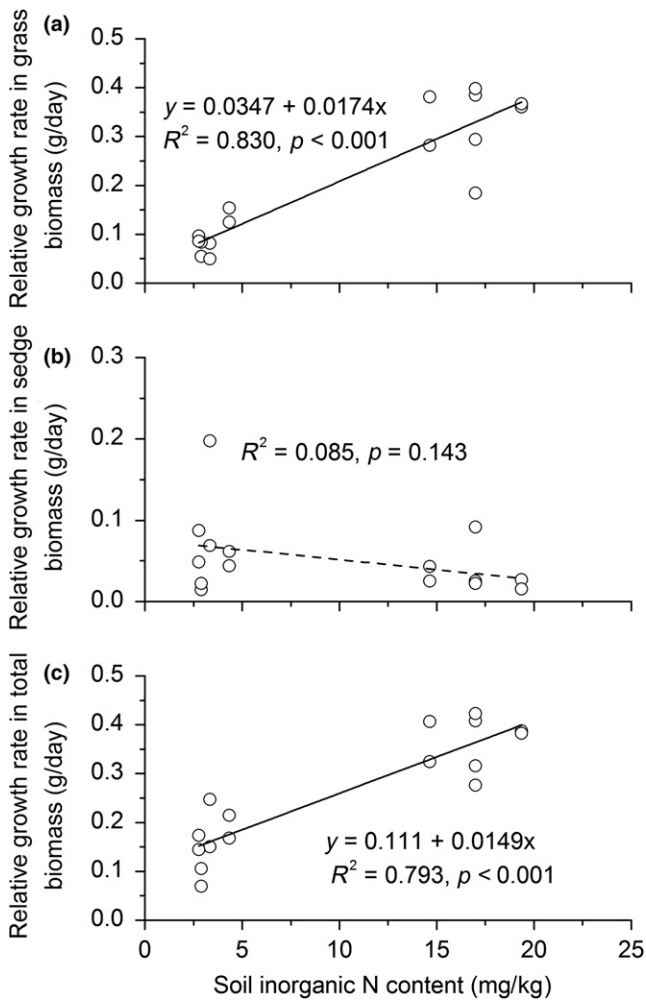 (a)
Relative growth rate in grass
biomass (g/day)
0.5
0.4
0.3
0.2
0.1
0.0
y = 0.0347 + 0.0174x
R² = 0.830, p < 0.001
(b)
Relative growth rate in sedge
biomass (g/day)
0.3
0.2
0.1
0.0
R² = 0.085, p = 0.143
(c)
Relative growth rate in total
biomass (g/day)
0.5
0.4
0.3
0.2
0.1
0.0
y = 0.111 + 0.0149x
R² = 0.793, p < 0.001
0 5 10 15 20 25
Soil inorganic N content (mg/kg)